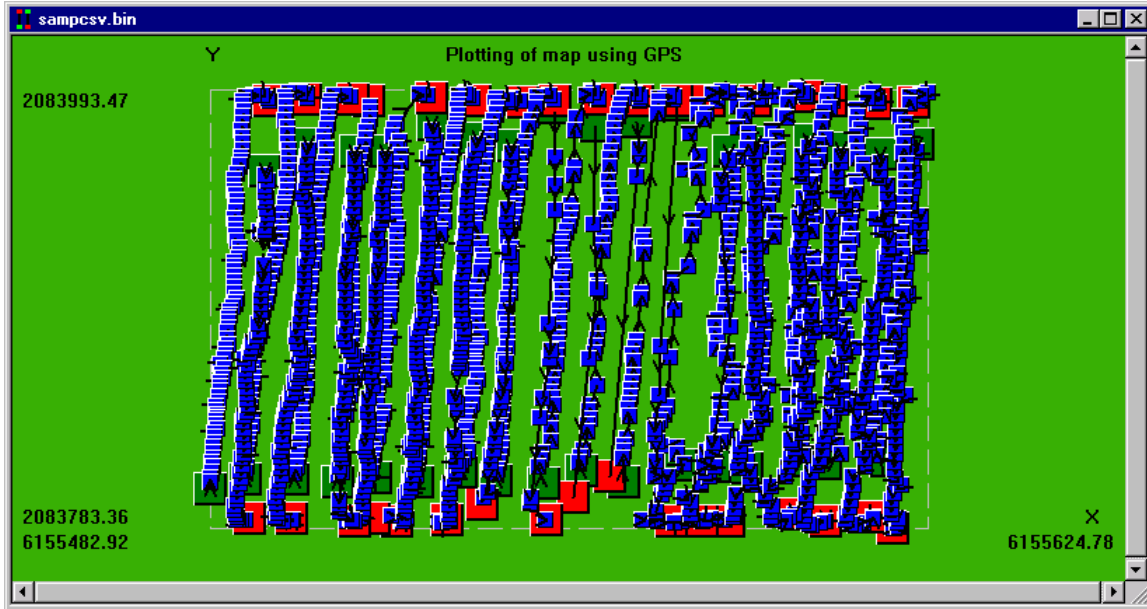 sampcsv.bin
Y
Plotting of map using GPS
2083993.47
2083783.36
X
6155482.92
6155624.78